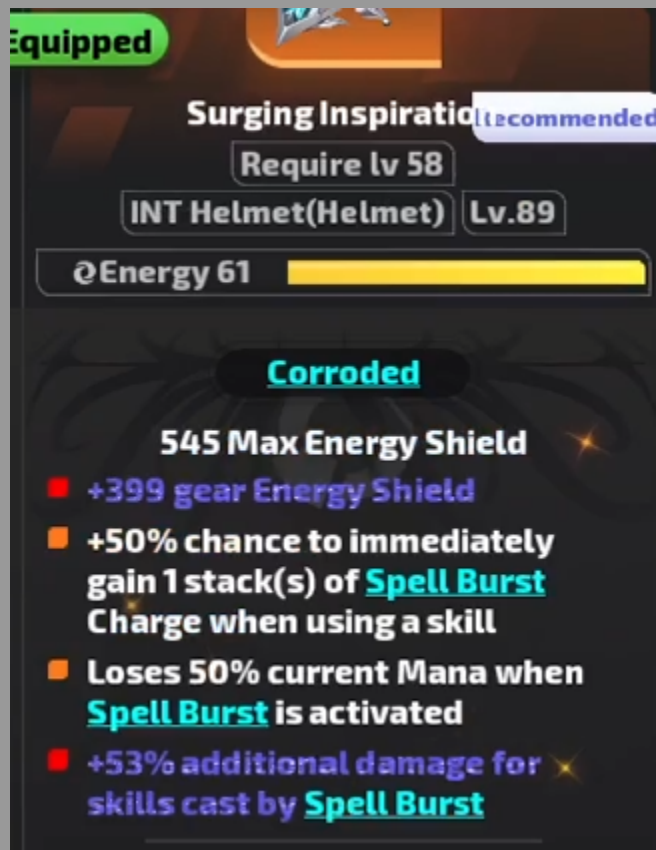 Equipped
Surging Inspiratio
Recommended
Require lv 58
INT Helmet(Helmet) Lv.89
Energy 61
Corroded
545 Max Energy Shield
+399 gear Energy Shield
+50% chance to immediately
gain 1 stack(s) of Spell Burst
Charge when using a skill
Loses 50% current Mana when
Spell Burst is activated
+53% additional damage for
skills cast by Spell Burst